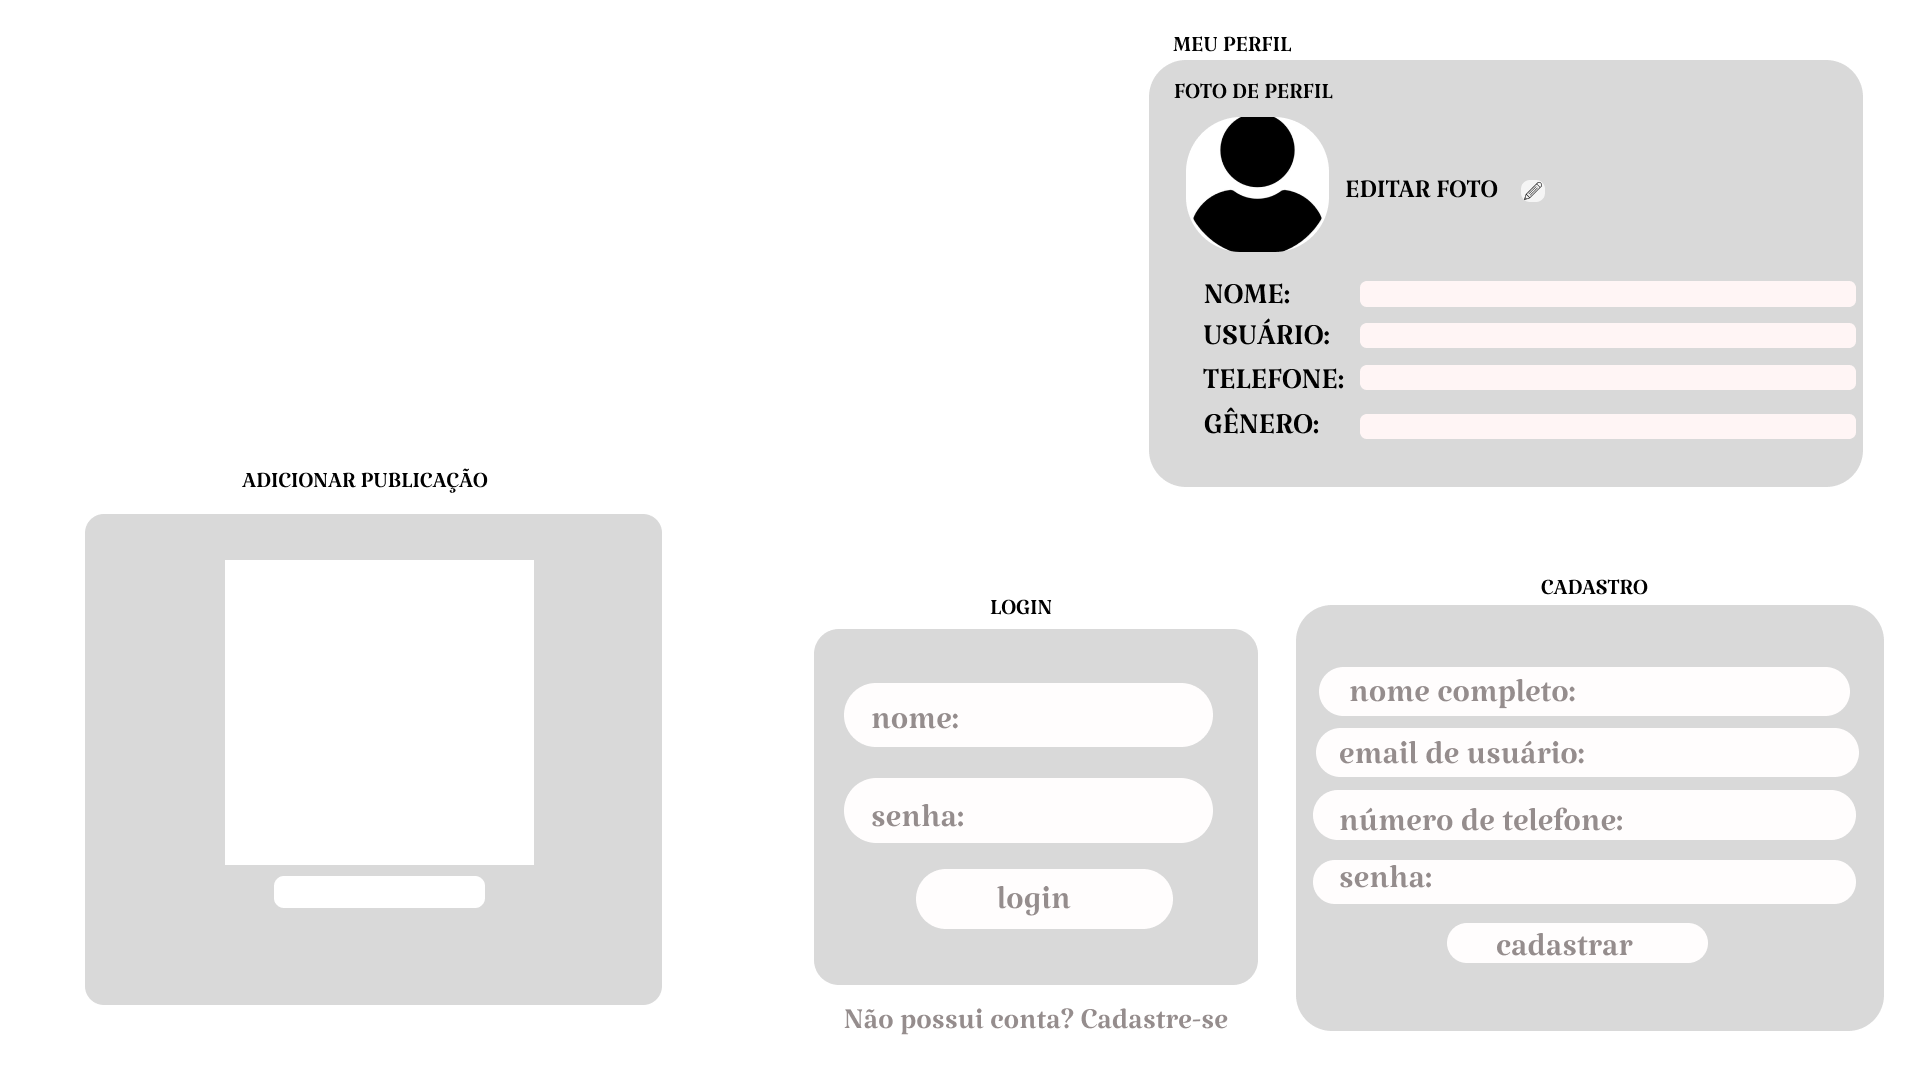 MEU PERFIL
FOTO DE PERFIL
EDITAR FOTO
NOME:
USUÁRIO:
TELEFONE:
GÊNERO:
ADICIONAR PUBLICAÇÃO
LOGIN
nome:
senha:
login
Não possui conta? Cadastre-se
CADASTRO
nome completo:
email de usuário:
número de telefone:
senha:
cadastrar